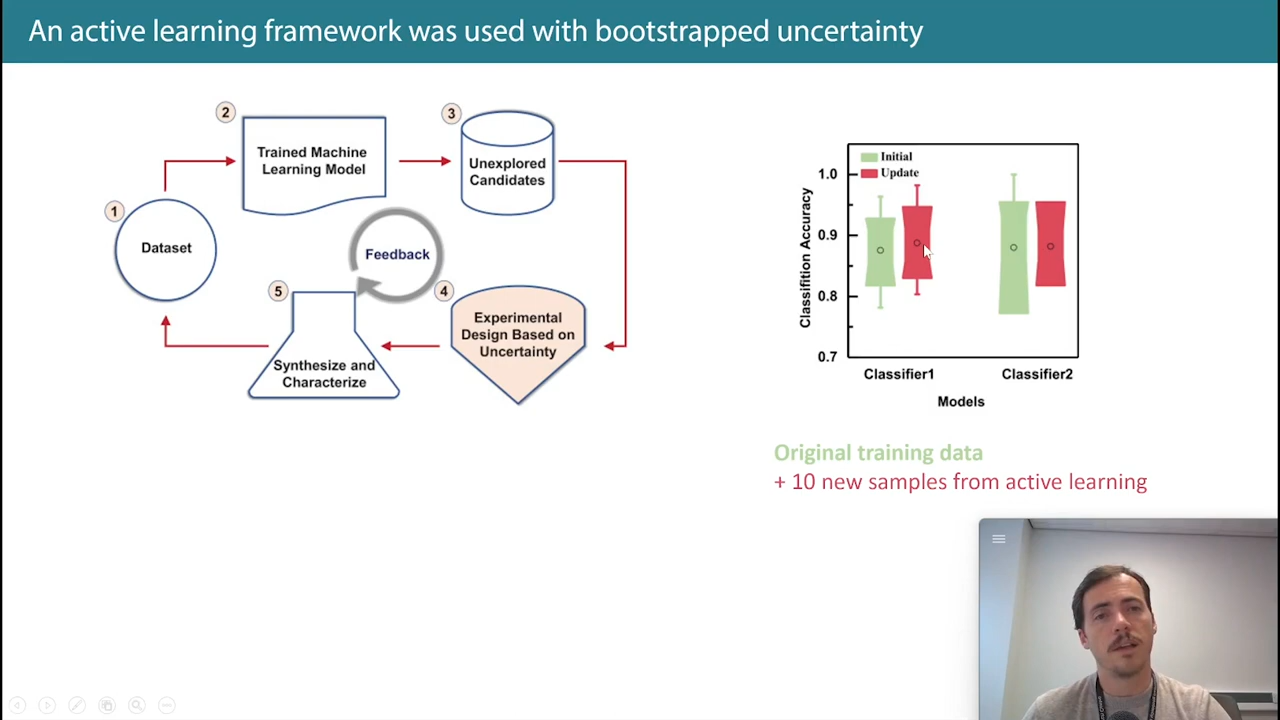 An active learning framework was used with bootstrapped uncertainty
1
Dataset
2
Trained Machine
Learning Model
3
Unexplored
Candidates
Feedback
4
Experimental
Design Based on
Uncertainty
5
Synthesize and
Characterize
Initial
Update
Classifition Accuracy
1.0
0.9
0.8
0.7
Classifier1
Classifier2
Models
Original training data
+ 10 new samples from active learning